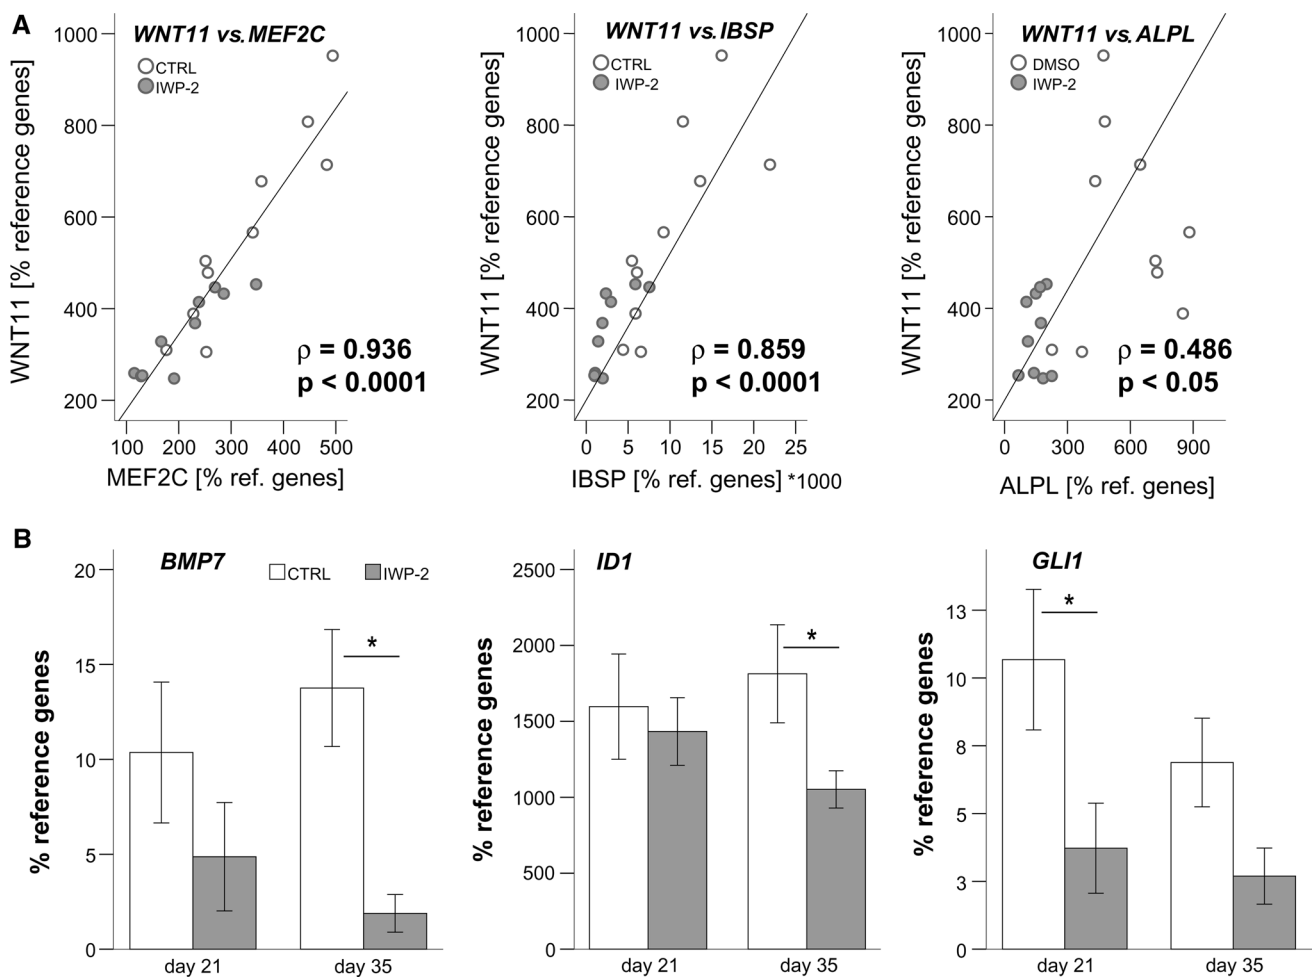 A
WNT11 vs. MEF2C
CTRL
IWP-2
WNT11 [% reference genes]
1000
800
600
400
200
ρ = 0.936
p < 0.0001
100 200 300 400 500
MEF2C [% ref. genes]
WNT11 vs. IBSP
CTRL
IWP-2
WNT11 [% reference genes]
1000
800
600
400
200
ρ = 0.859
p < 0.0001
0 5 10 15 20 25
IBSP [% ref. genes] *1000
WNT11 vs. ALPL
DMSO
IWP-2
WNT11 [% reference genes]
1000
800
600
400
200
ρ = 0.486
p < 0.05
0 300 600 900
ALPL [% ref. genes]
B
BMP7
CTRL IWP-2
% reference genes
20
15
10
5
0
*
day 21 day 35
ID1
% reference genes
2500
2000
1500
1000
500
0
*
day 21 day 35
GLI1
% reference genes
13
10
8
5
3
0
*
day 21 day 35